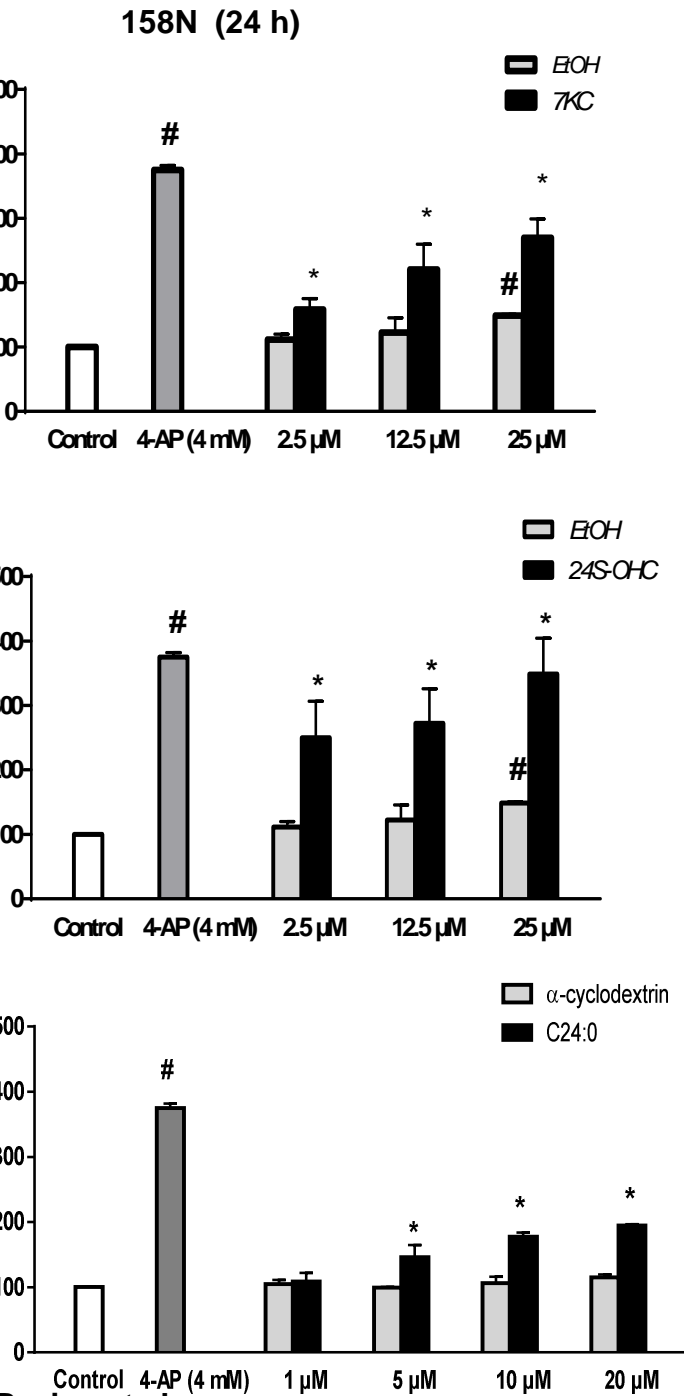 158N (24 h)
EtOH
7KC
#
*
*
#
*
0
Control 4-AP (4 mM) 2.5 µM 12.5 µM 25 µM
EtOH
24S-OHC
#
*
*
#
*
0
Control 4-AP (4 mM) 2.5 µM 12.5 µM 25 µM
α-cyclodextrin
C24:0
500
400
300
200
100
0
#
*
*
*
Control 4-AP (4 mM) 1 µM 5 µM 10 µM 20 µM